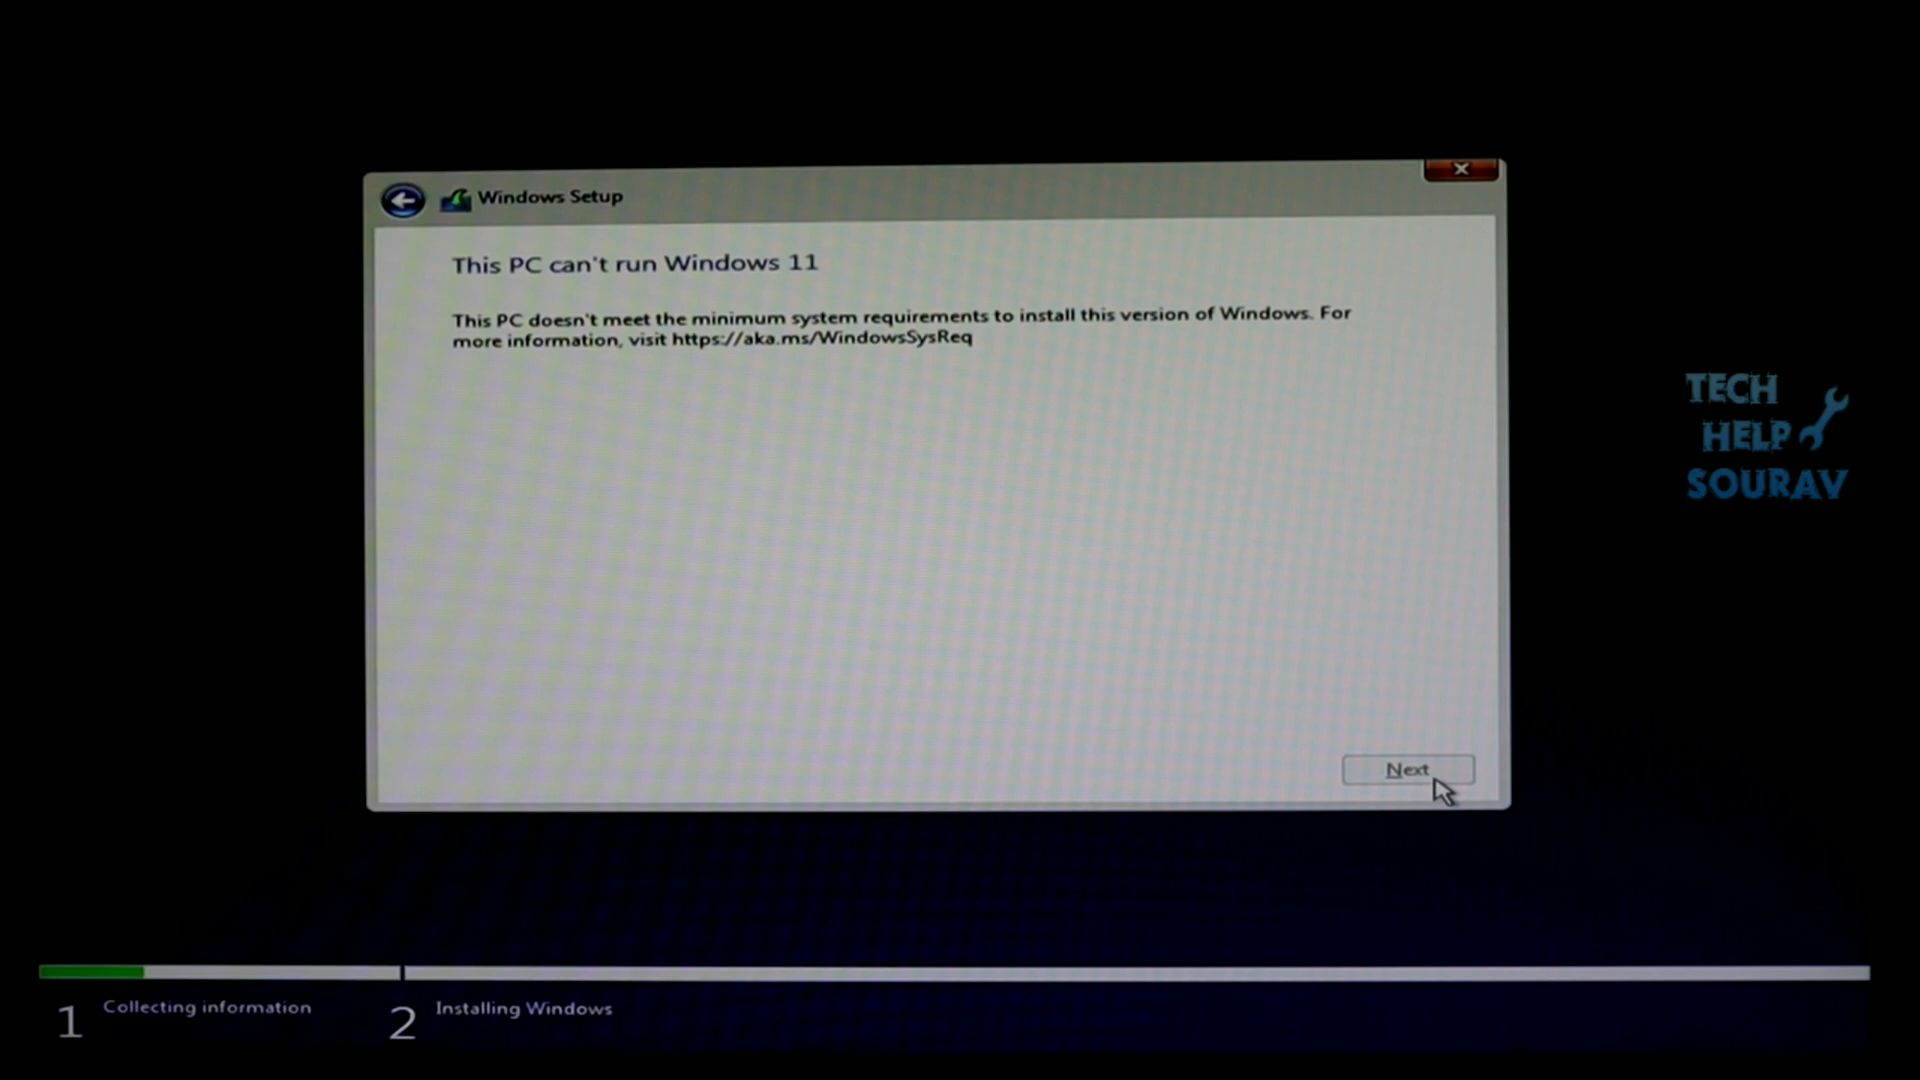 Windows Setup
This PC can't run Windows 11
This PC doesn't meet the minimum system requirements to install this version of Windows. For
more information, visit https://aka.ms/WindowsSysReq
TECH
HELP
SOURAV
Next
1 Collecting information
2 Installing Windows